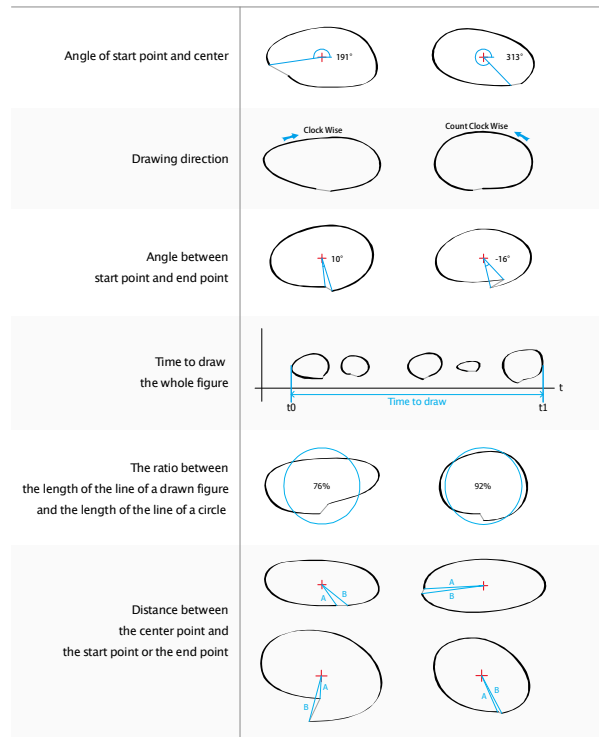 Angle of start point and center
191°
313°
Drawing direction
Clock Wise
Count Clock Wise
Angle between
start point and end point
10°
-16°
Time to draw
the whole figure
t
Time to draw
t0
t1
The ratio between
the length of the line of a drawn figure
and the length of the line of a circle
76%
92%
Distance between
the center point and
the start point or the end point
A
B
A
B
A
B
A
B